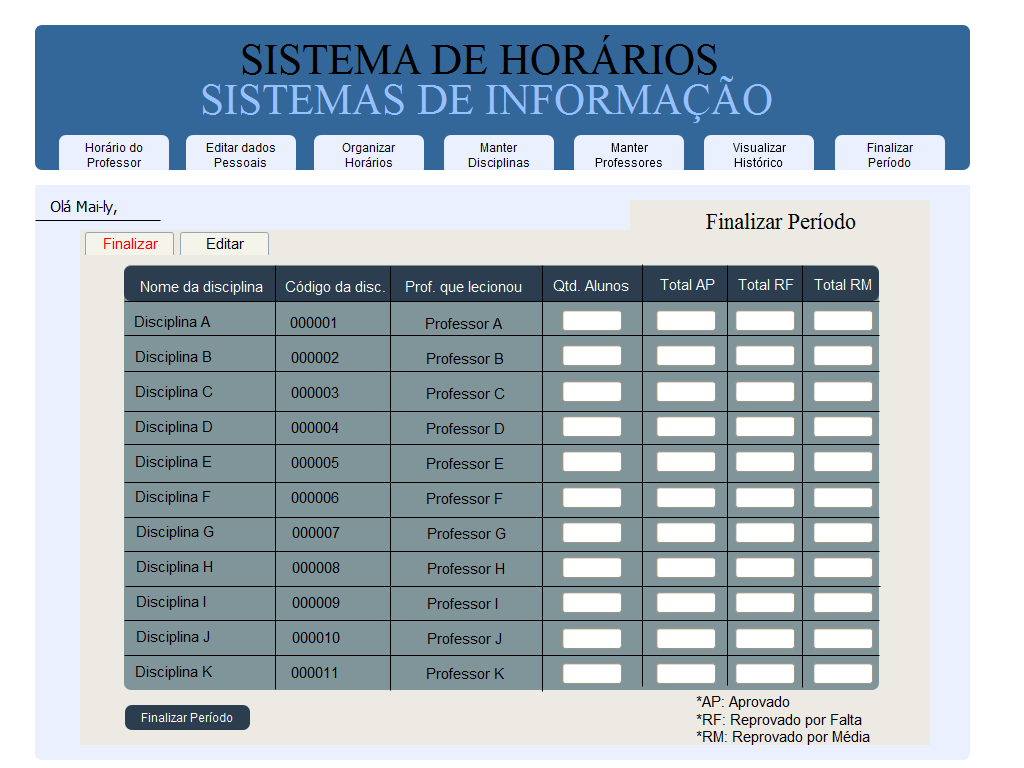 SISTEMA DE HORÁRIOS
SISTEMAS DE INFORMAÇÃO
Horário do Professor
Editar dados Pessoais
Organizar Horários
Manter Disciplinas
Manter Professores
Visualizar Histórico
Finalizar Período
Olá Mai-ly,
Finalizar Período
Finalizar Editar
Nome da disciplina Código da disc. Prof. que lecionou Qtd. Alunos Total AP Total RF Total RM
Disciplina A 000001 Professor A
Disciplina B 000002 Professor B
Disciplina C 000003 Professor C
Disciplina D 000004 Professor D
Disciplina E 000005 Professor E
Disciplina F 000006 Professor F
Disciplina G 000007 Professor G
Disciplina H 000008 Professor H
Disciplina I 000009 Professor I
Disciplina J 000010 Professor J
Disciplina K 000011 Professor K
*AP: Aprovado
Finalizar Período
*RF: Reprovado por Falta
*RM: Reprovado por Média